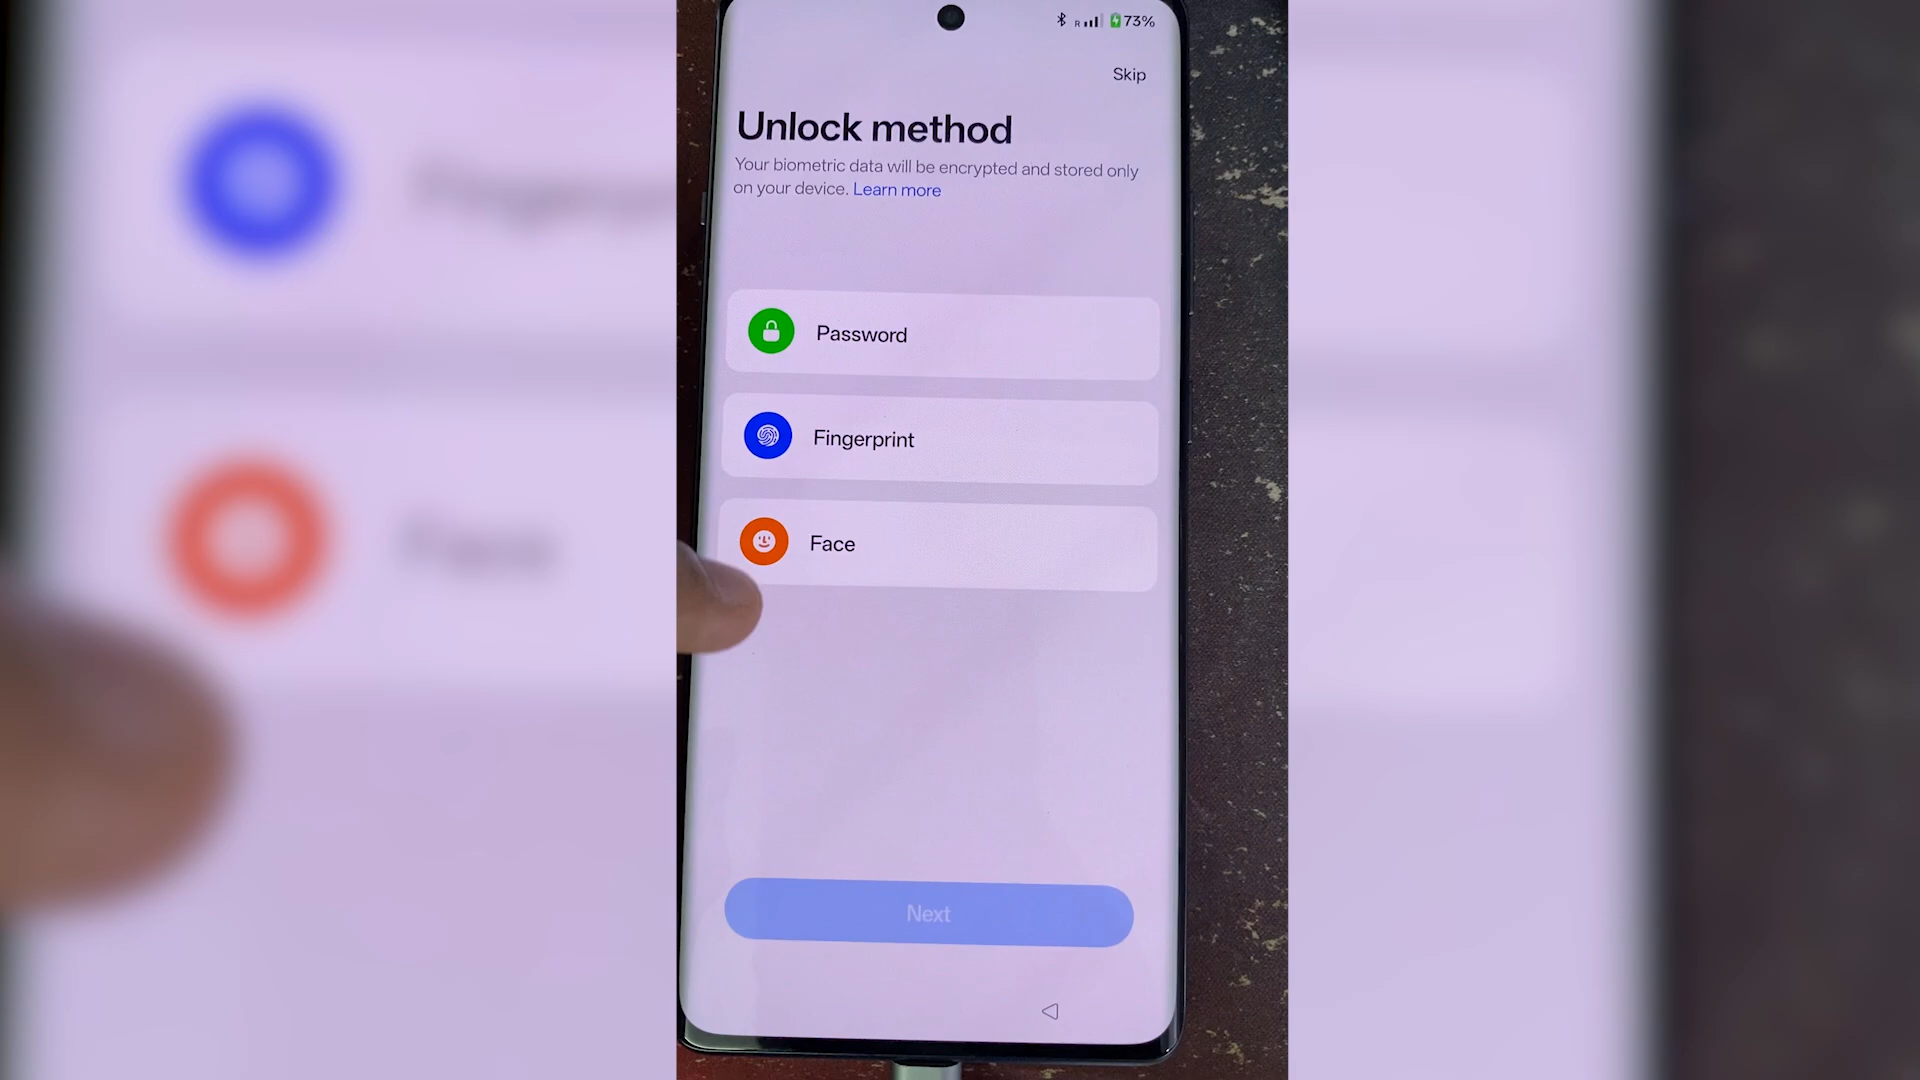 R 73%
Skip
Unlock method
Your biometric data will be encrypted and stored only
on your device. Learn more
Password
Fingerprint
Face
Next
Face